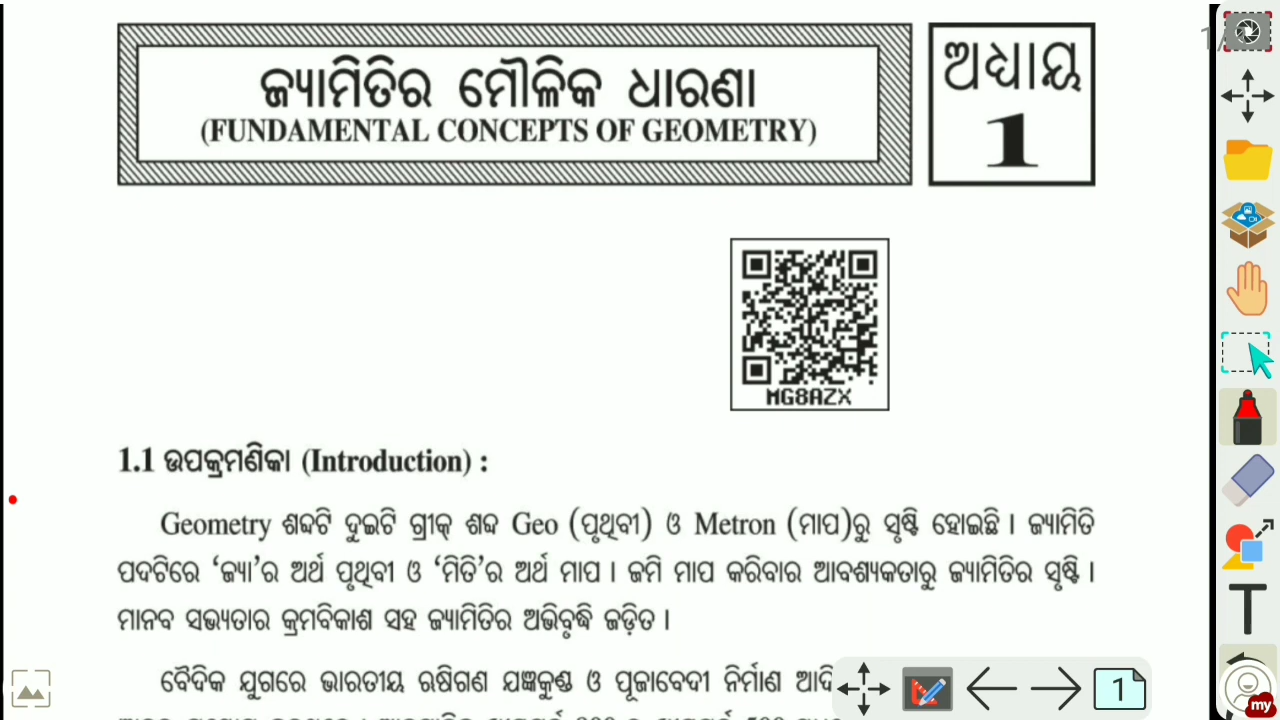 ଜ୍ୟାମିତିର ମୌଳିକ ଧାରଣା
(FUNDAMENTAL CONCEPTS OF GEOMETRY)
ଅଧ୍ୟାୟ
1
MG8AZX
1.1 ଉପକ୍ରମଣିକା (Introduction) :
Geometry ଶବ୍ଦଟି ଦୁଇଟି ଗ୍ରୀକ୍ ଶବ୍ଦ Geo (ପୃଥିବୀ) ଓ Metron (ମାପ)ରୁ ସୃଷ୍ଟି ହୋଇଛି । ଜ୍ୟାମିତି
ପଦଟିରେ ‘ଜ୍ୟା’ର ଅର୍ଥ ପୃଥିବୀ ଓ ‘ମିତି’ର ଅର୍ଥ ମାପ । ଜମି ମାପ କରିବାର ଆବଶ୍ୟକତାରୁ ଜ୍ୟାମିତିର ସୃଷ୍ଟି ।
ମାନବ ସଭ୍ୟତାର କ୍ରମବିକାଶ ସହ ଜ୍ୟାମିତିର ଅଭିବୃଦ୍ଧି ଜଡ଼ିତ ।
ବୈଦିକ ଯୁଗରେ ଭାରତୀୟ ଋଷିଗଣ ଯଜ୍ଞକୁଣ୍ଡ ଓ ପୂଜାବେଦୀ ନିର୍ମାଣ
1
my